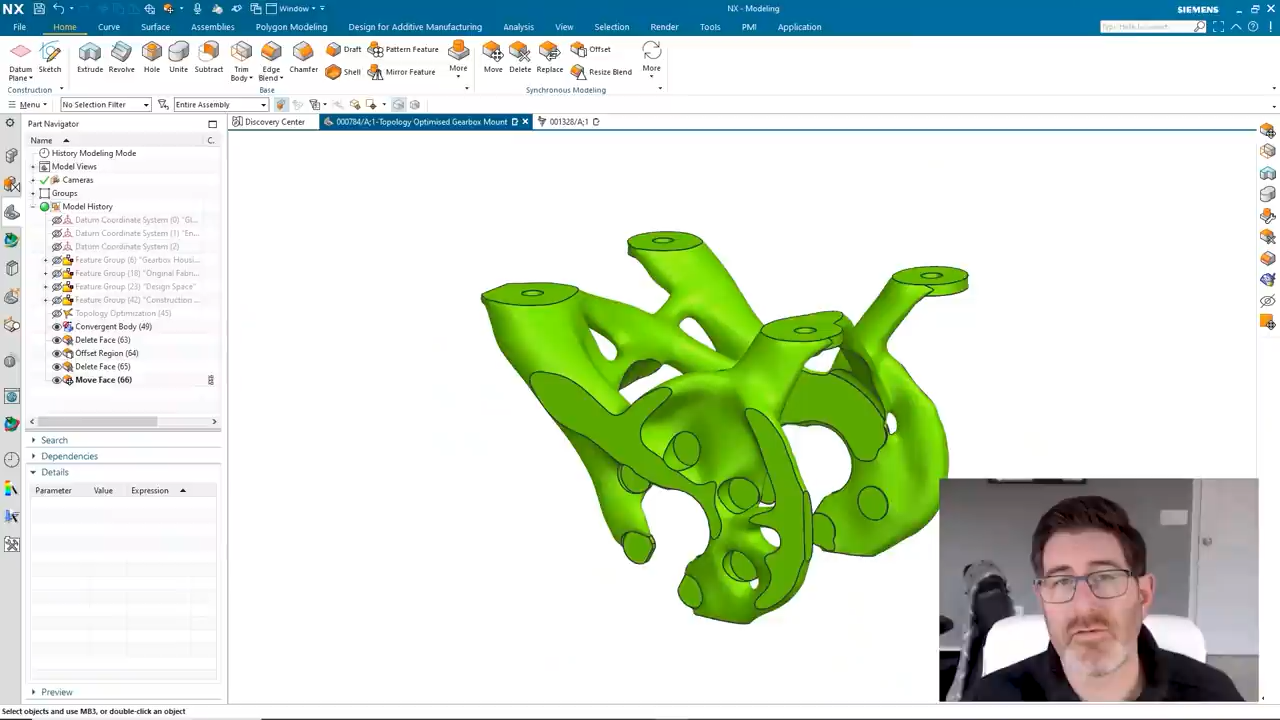 NX
Window
NX - Modeling
SIEMENS
File
Home
Curve
Surface
Assemblies
Polygon Modeling
Design for Additive Manufacturing
Analysis
View
Selection
Render
Tools
PMI
Application
Datum Plane
Sketch
Extrude
Revolve
Hole
Unite
Subtract
Trim Body
Edge Blend
Chamfer
Draft
Shell
Pattern Feature
Mirror Feature
More
Move
Delete
Replace
Offset
Resize Blend
More
Construction
Base
Synchronous Modeling
Menu
No Selection Filter
Entire Assembly
Part Navigator
Discovery Center
000784/A;1-Topology Optimised Gearbox Mount
001328/A;1
Name
C.
History Modeling Mode
Model Views
Cameras
Groups
Model History
Datum Coordinate System (0) "Gl...
Datum Coordinate System (1) "En...
Datum Coordinate System (2)
Feature Group (6) "Gearbox Housi...
Feature Group (18) "Original Fabri...
Feature Group (23) "Design Space"
Feature Group (42) "Construction ...
Topology Optimization (45)
Convergent Body (49)
Delete Face (63)
Offset Region (64)
Delete Face (65)
Move Face (66)
Search
Dependencies
Details
Parameter
Value
Expression
Preview
Select objects and use MB3, or double-click an object